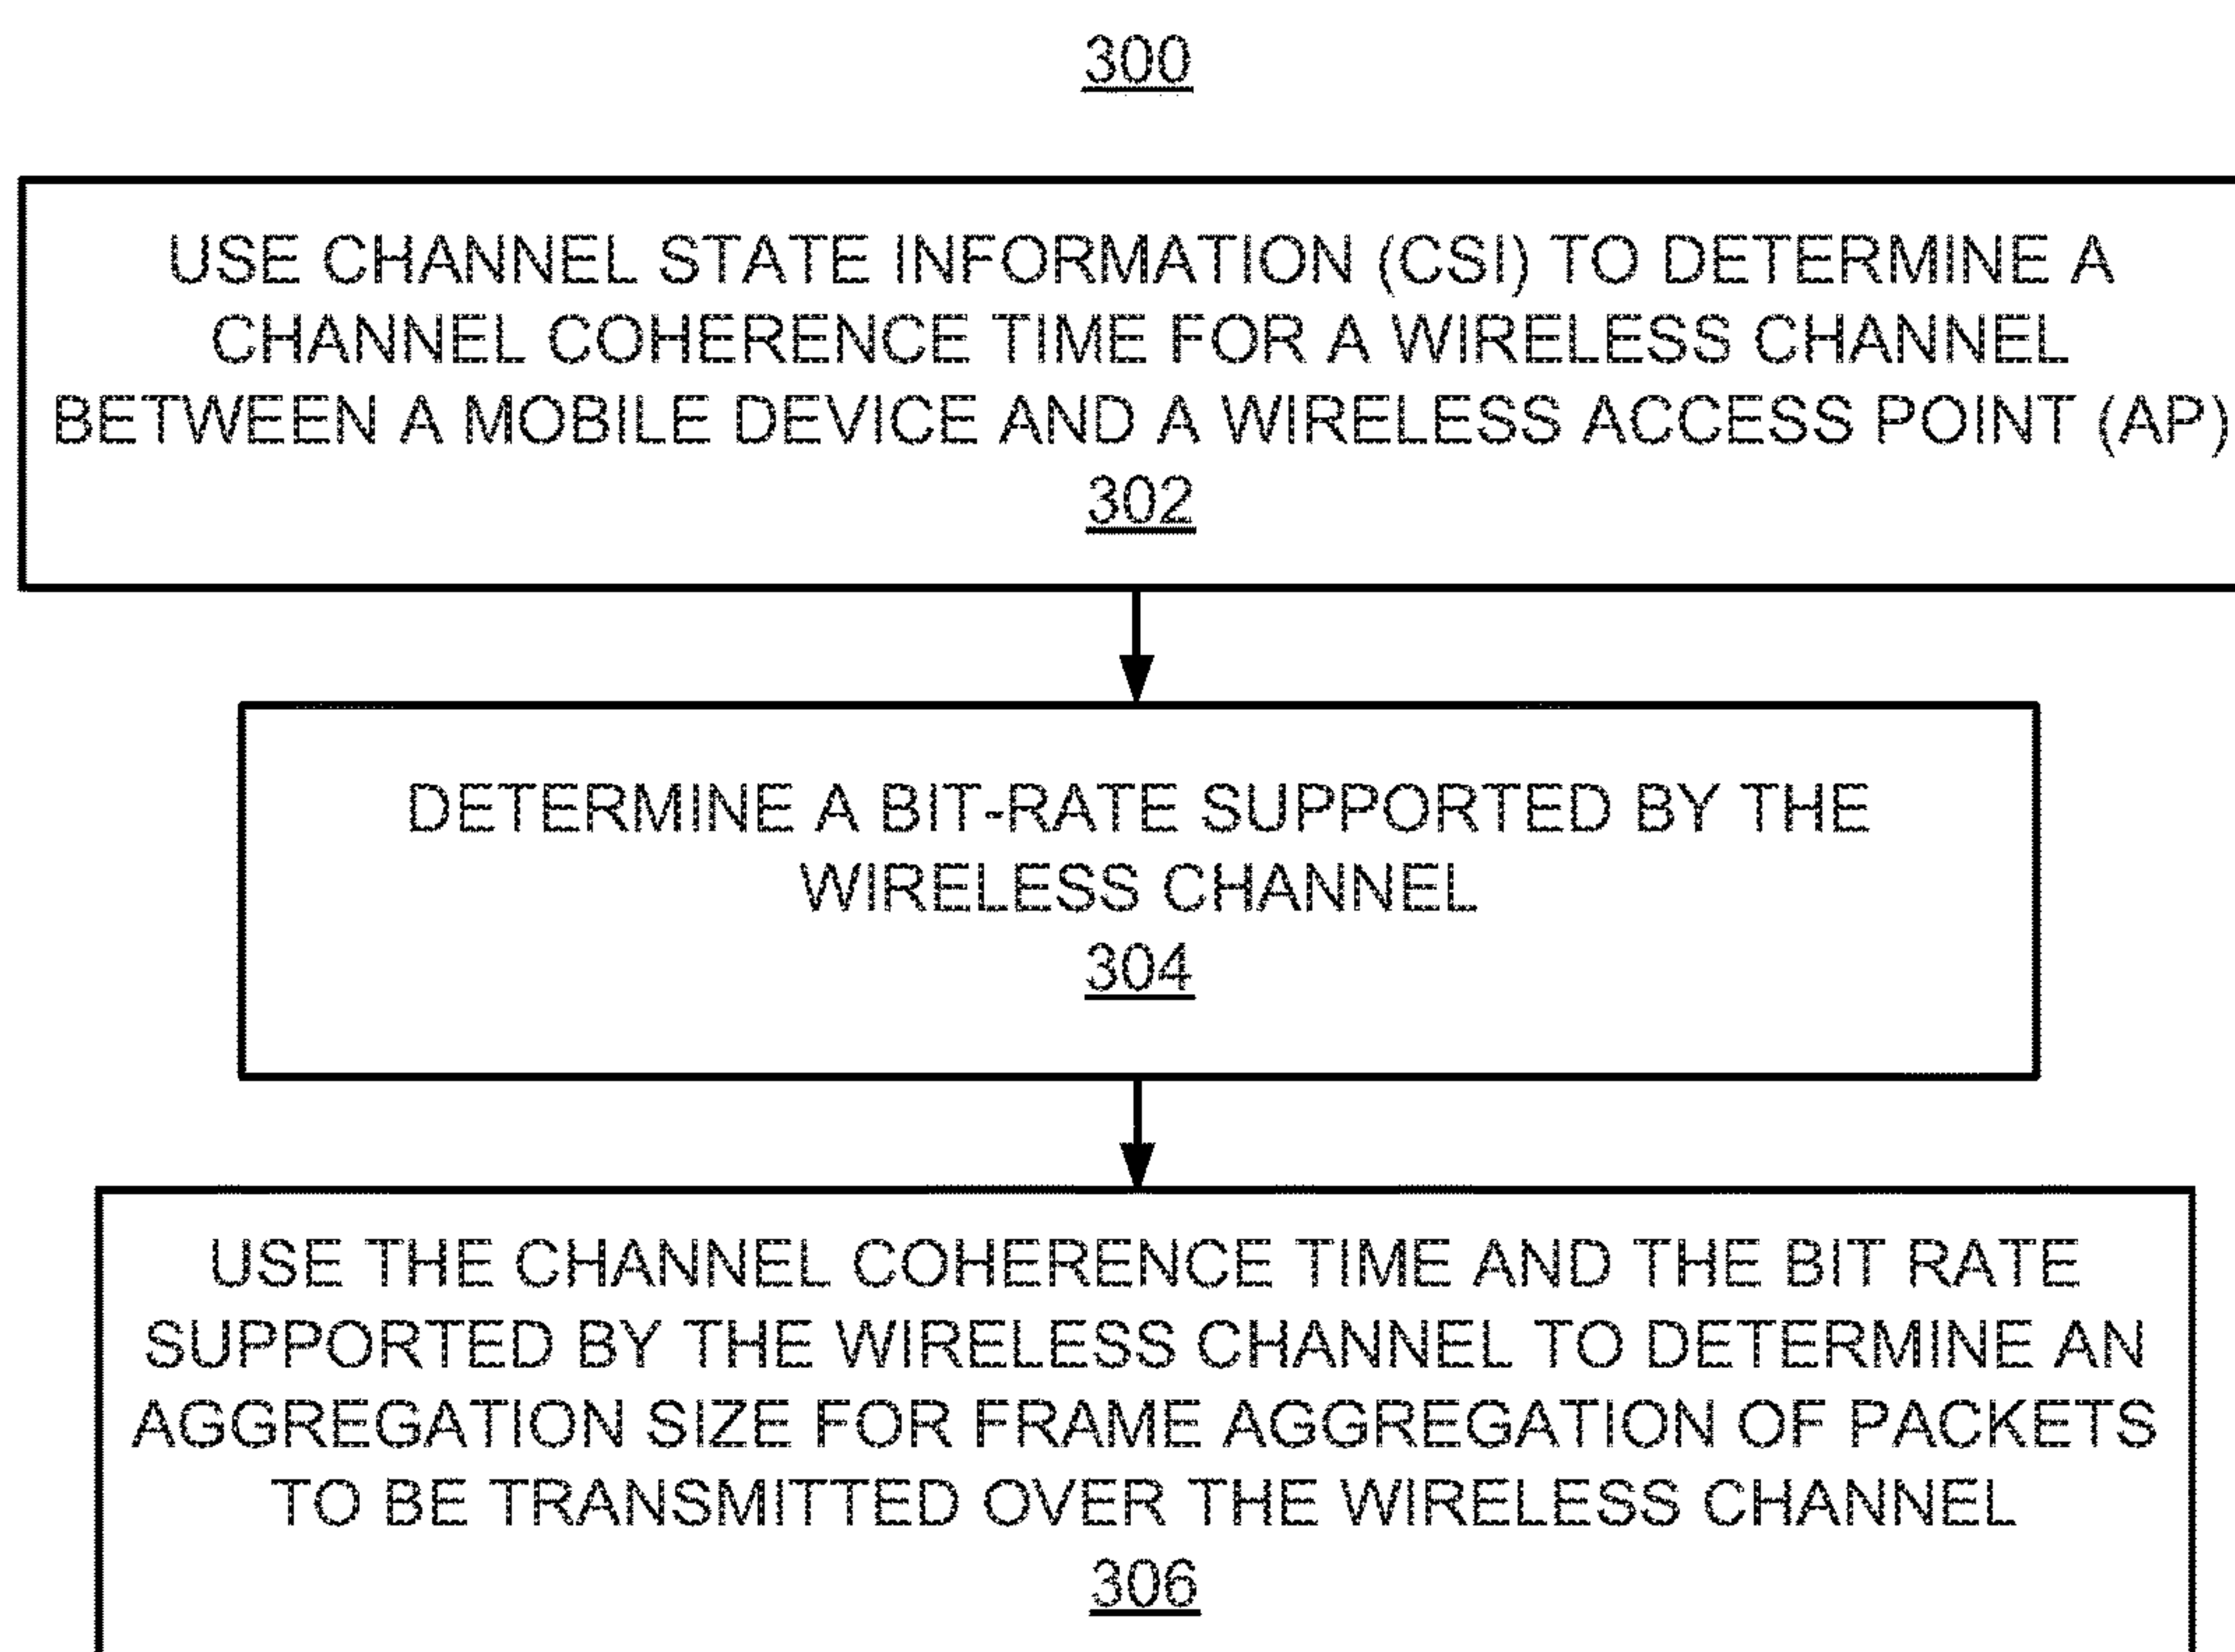 300
USE CHANNEL STATE INFORMATION (CSI) TO DETERMINE A
CHANNEL COHERENCE TIME FOR A WIRELESS CHANNEL
BETWEEN A MOBILE DEVICE AND A WIRELESS ACCESS POINT (AP)
302
DETERMINE A BIT-RATE SUPPORTED BY THE
WIRELESS CHANNEL
304
USE THE CHANNEL COHERENCE TIME AND THE BIT RATE
SUPPORTED BY THE WIRELESS CHANNEL TO DETERMINE AN
AGGREGATION SIZE FOR FRAME AGGREGATION OF PACKETS
TO BE TRANSMITTED OVER THE WIRELESS CHANNEL
306